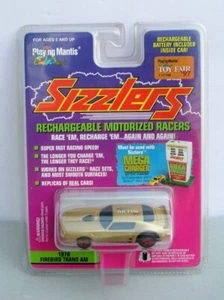 FOR AGES 4 AND UP
RECHARGEABLE
BATTERY INCLUDED
INSIDE CAR!
Playing Mantis
TOY FAIR
Sizzlers
RECHARGEABLE MOTORIZED RACERS
RACE 'EM, RECHARGE 'EM...AGAIN AND AGAIN!
SUPER FAST RACING SPEED!
THE LONGER YOU CHARGE 'EM,
THE LONGER THEY RACE!
WORKS ON SIZZLERS RACE SETS,
AND MOST SMOOTH SURFACES!
REPLICAS OF REAL CARS!
Must be used with
Sizzlers
MEGA
CHARGER
FIREBIRD TRANS AM